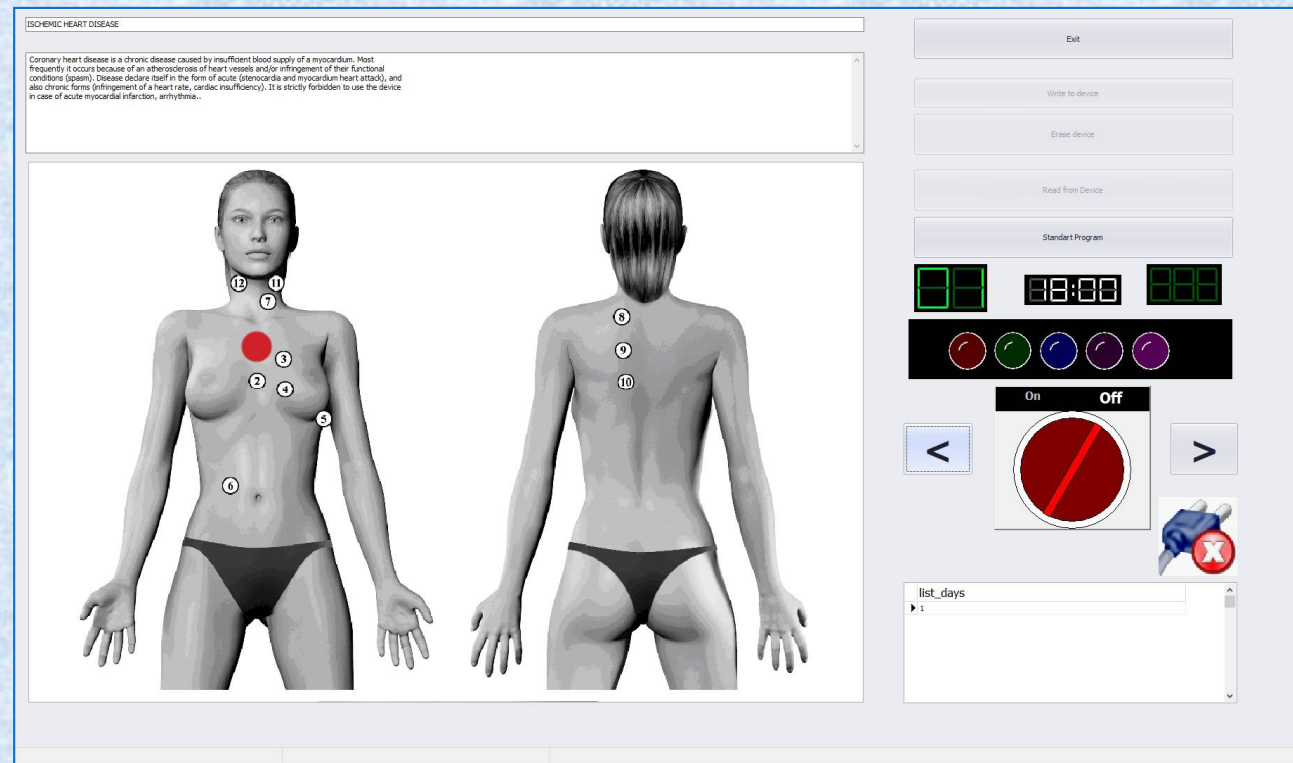 ISCHEMIC HEART DISEASE
Coronary heart disease is a chronic disease caused by insufficient blood supply of a myocardium. Most
frequently it occurs because of an atherosclerosis of heart vessels and/or infringement of their functional
conditions (spasm). Disease declare itself in the form of acute (stenocardia and myocardium heart attack), and
also chronic forms (infringement of a heart rate, cardiac insufficiency). It is strictly forbidden to use the device
in case of acute myocardial infarction, arrhythmia..
12
11
7
3
2
4
5
6
8
9
10
Exit
Write to device
Erase device
Read from Device
Standart Program
01
18:00
On Off
<
>
X
list_days
1